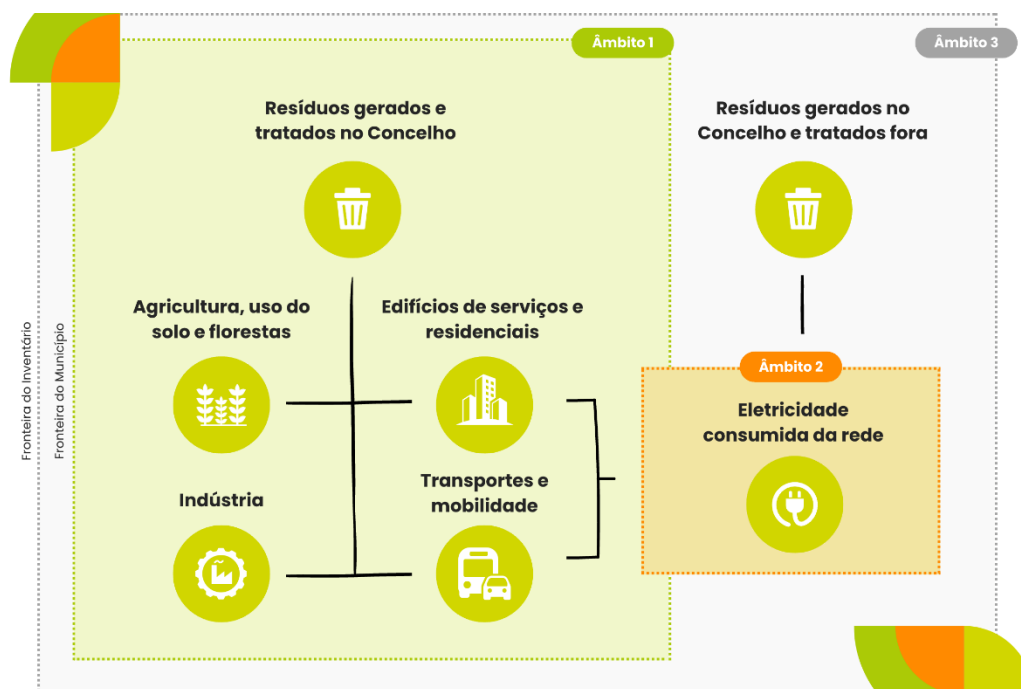 Âmbito 1
Âmbito 3
Resíduos gerados e
tratados no Concelho
Resíduos gerados no
Concelho e tratados fora
Agricultura, uso do
solo e florestas
Edifícios de serviços e
residenciais
Âmbito 2
Eletricidade
consumida da rede
Indústria
Transportes e
mobilidade
Fronteira do Inventário
Fronteira do Município